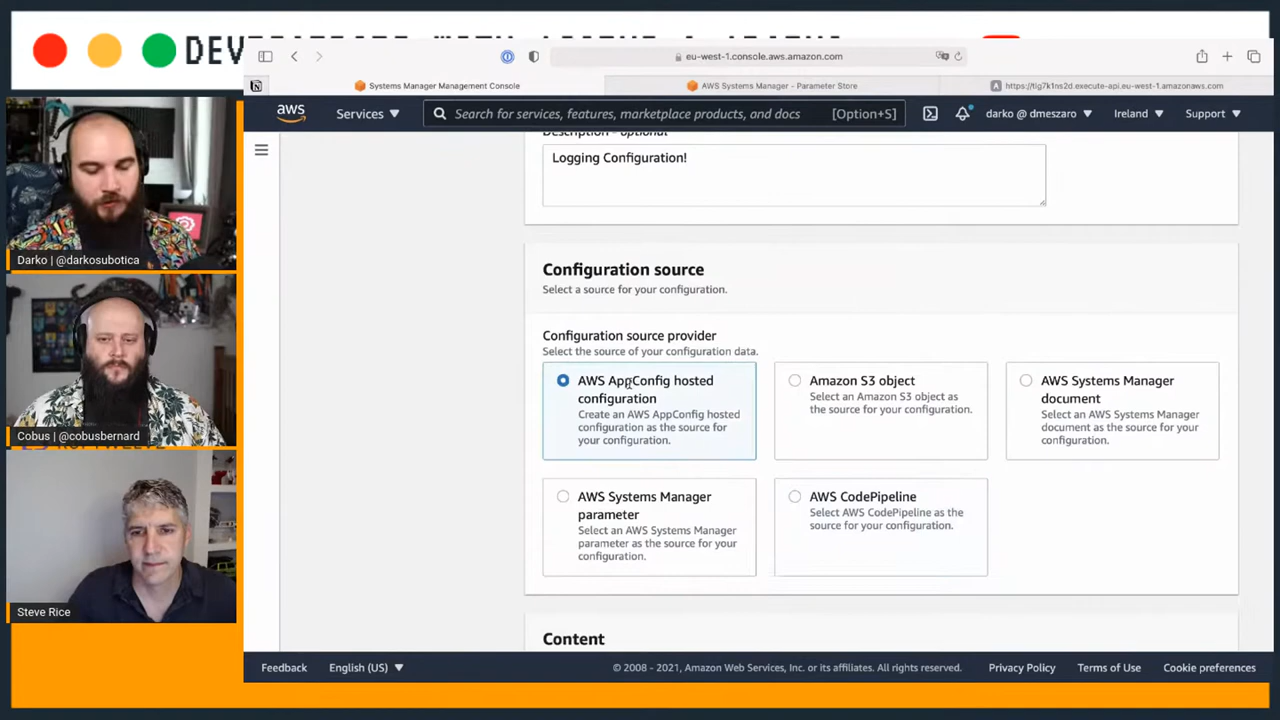 eu-west-1.console.aws.amazon.com
Systems Manager Management Console
AWS Systems Manager - Parameter Store
https://tlg7k1ns2d.execute-api.eu-west-1.amazonaws.com
aws
Services
Search for services, features, marketplace products, and docs
[Option+S]
darko @ dmeszaro
Ireland
Support
Description - optional
Logging Configuration!
Configuration source
Select a source for your configuration.
Configuration source provider
Select the source of your configuration data.
AWS AppConfig hosted
configuration
Create an AWS AppConfig hosted
configuration as the source for
your configuration.
Amazon S3 object
Select an Amazon S3 object as
the source for your configuration.
AWS Systems Manager
document
Select an AWS Systems Manager
document as the source for your
configuration.
AWS Systems Manager
parameter
Select an AWS Systems Manager
parameter as the source for your
configuration.
AWS CodePipeline
Select AWS CodePipeline as the
source for your configuration.
Content
Feedback
English (US)
© 2008 - 2021, Amazon Web Services, Inc. or its affiliates. All rights reserved.
Privacy Policy
Terms of Use
Cookie preferences
Darko | @darkosubotica
Cobus | @cobusbernard
Steve Rice